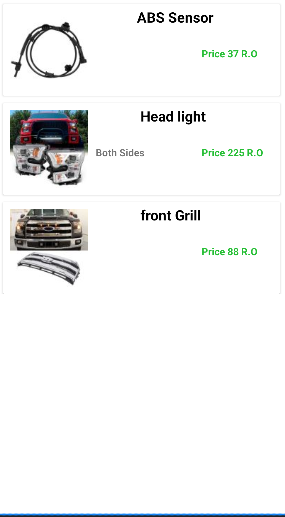 ABS Sensor
Price 37 R.O
Head light
Both Sides
Price 225 R.O
front Grill
Price 88 R.O